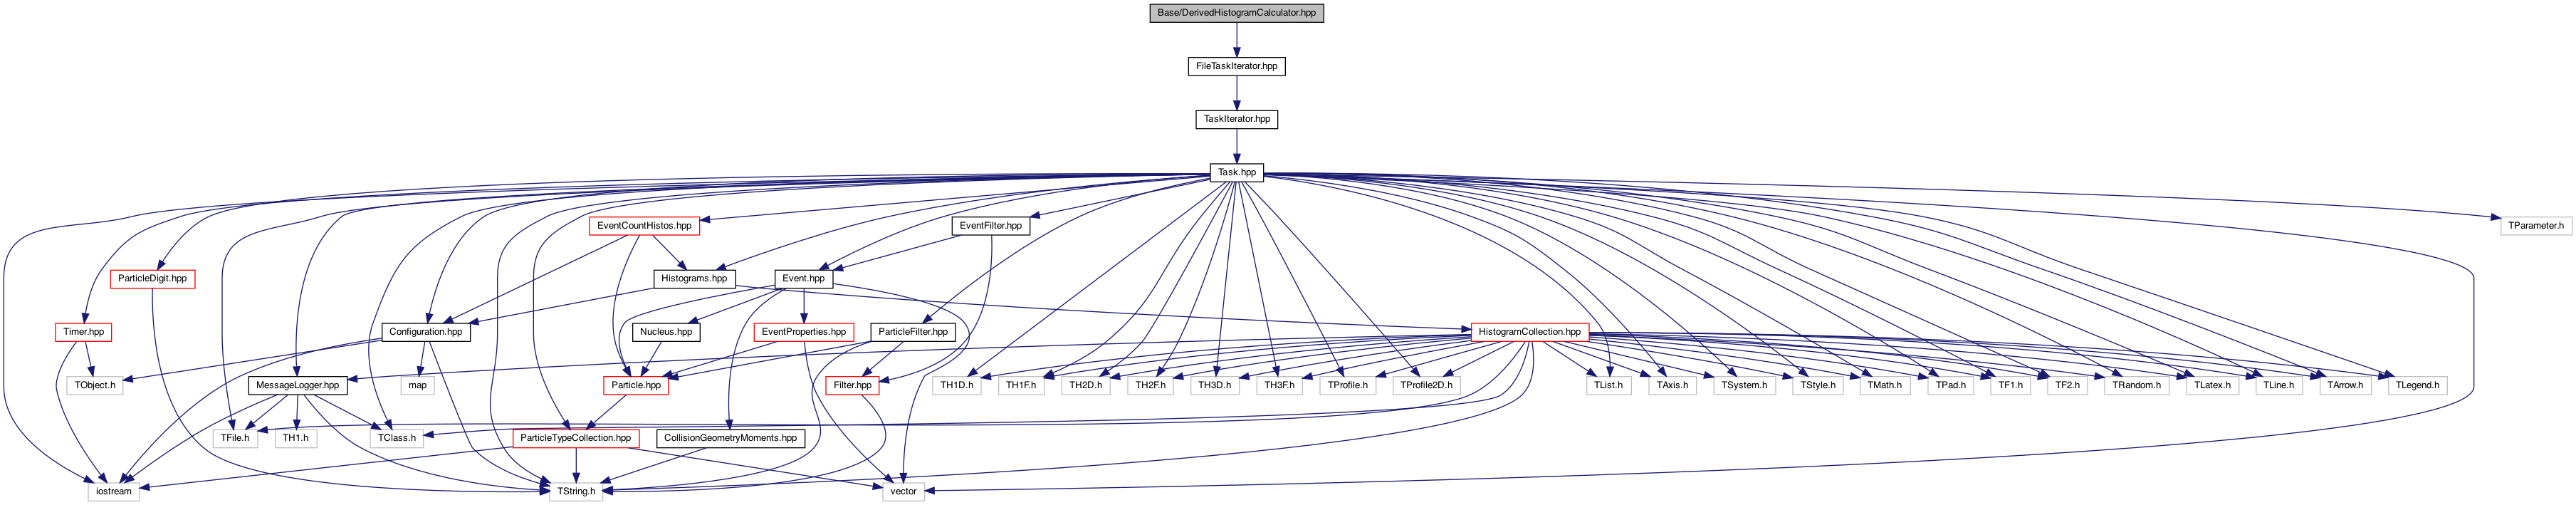 Base/DerivedHistogramCalculator.hpp
FileTaskIterator.hpp
TaskIterator.hpp
Task.hpp
EventCountHistos.hpp
EventFilter.hpp
TParameter.h
ParticleDigit.hpp
Histograms.hpp
Event.hpp
Timer.hpp
Configuration.hpp
Nucleus.hpp
EventProperties.hpp
ParticleFilter.hpp
HistogramCollection.hpp
TObject.h
MessageLogger.hpp
map
Particle.hpp
Filter.hpp
TH1D.h
TH1F.h
TH2D.h
TH2F.h
TH3D.h
TH3F.h
TProfile.h
TProfile2D.h
TList.h
TAxis.h
TSystem.h
TStyle.h
TMath.h
TPad.h
TF1.h
TF2.h
TRandom.h
TLatex.h
TLine.h
TArrow.h
TLegend.h
TFile.h
TH1.h
TClass.h
ParticleTypeCollection.hpp
CollisionGeometryMoments.hpp
iostream
TString.h
vector